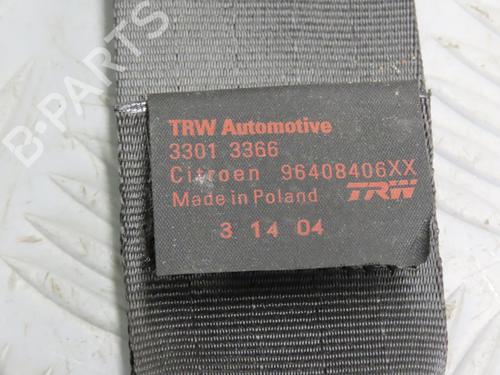 B-PARTS
TRW Automotive
3301 3366
Citroen 96408406XX
Made in Poland TRW
3 14 04